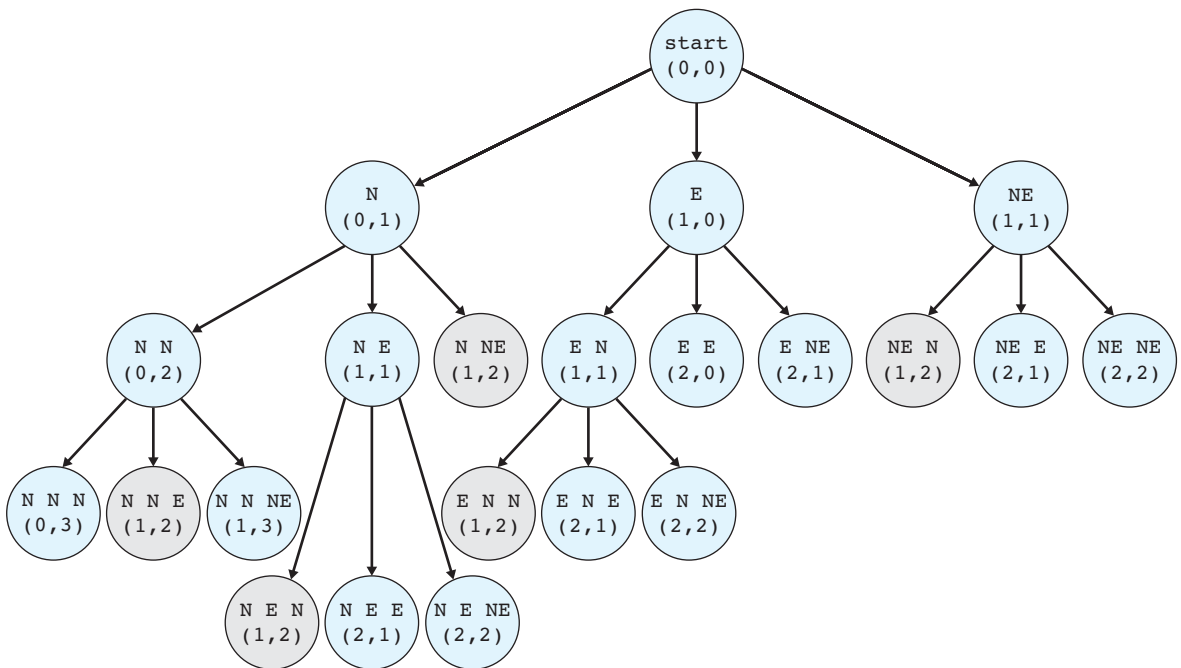 start
(0,0)
N
(0,1)
E
(1,0)
NE
(1,1)
N N
(0,2)
N E
(1,1)
N NE
(1,2)
E N
(1,1)
E E
(2,0)
E NE
(2,1)
NE N
(1,2)
NE E
(2,1)
NE NE
(2,2)
N N N
(0,3)
N N E
(1,2)
N N NE
(1,3)
E N N
(1,2)
E N E
(2,1)
E N NE
(2,2)
N E N
(1,2)
N E E
(2,1)
N E NE
(2,2)